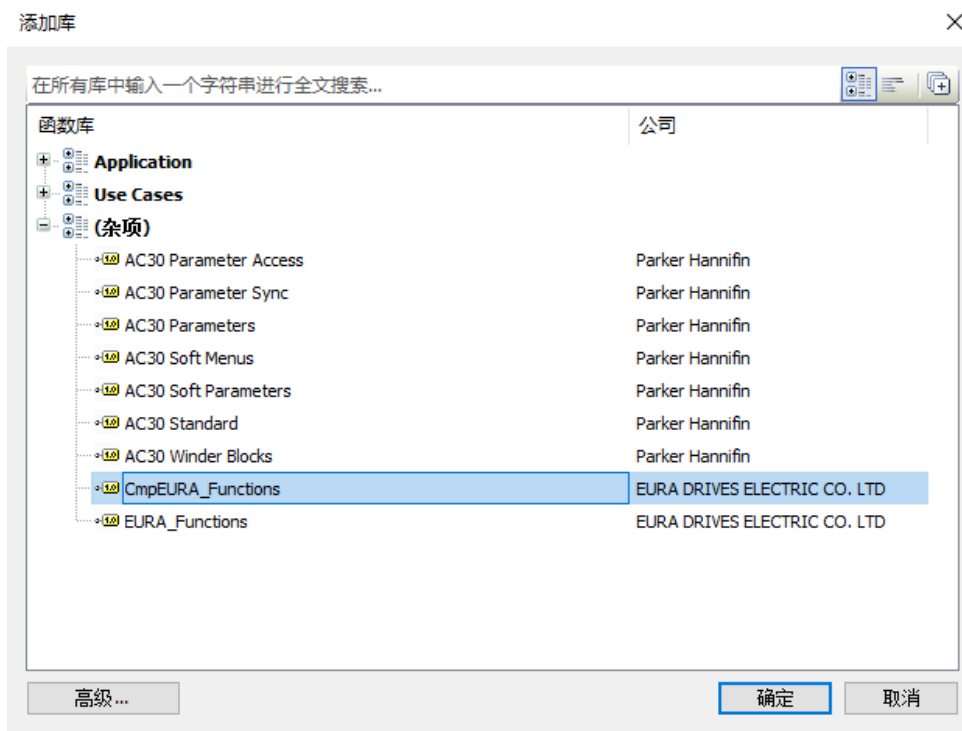 添加库
在所有库中输入一个字符串进行全文搜索...
函数库 公司
Application
Use Cases
(杂项)
AC30 Parameter Access Parker Hannifin
AC30 Parameter Sync Parker Hannifin
AC30 Parameters Parker Hannifin
AC30 Soft Menus Parker Hannifin
AC30 Soft Parameters Parker Hannifin
AC30 Standard Parker Hannifin
AC30 Winder Blocks Parker Hannifin
CmpEURA_Functions EURA DRIVES ELECTRIC CO. LTD
EURA_Functions EURA DRIVES ELECTRIC CO. LTD
高级... 确定 取消